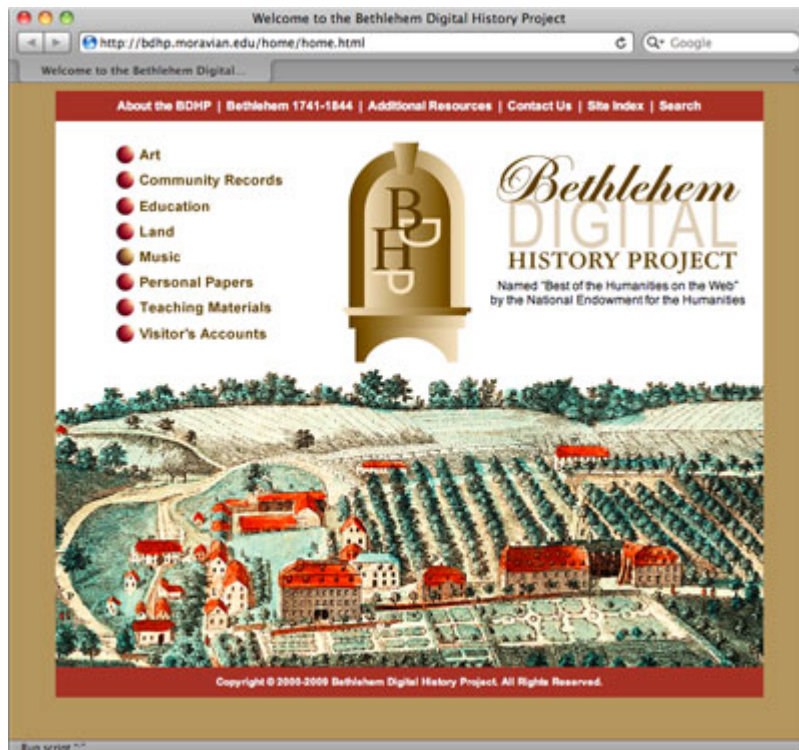 Welcome to the Bethlehem Digital History Project
http://bdhp.moravian.edu/home/home.html
Google
Welcome to the Bethlehem Digital...
About the BDHP | Bethlehem 1741-1844 | Additional Resources | Contact Us | Site Index | Search
Art
Community Records
Education
Land
Music
Personal Papers
Teaching Materials
Visitor's Accounts
BDHP
Bethlehem
DIGITAL
HISTORY PROJECT
Named "Best of the Humanities on the Web"
by the National Endowment for the Humanities
Copyright © 2000-2009 Bethlehem Digital History Project. All Rights Reserved.
Run script